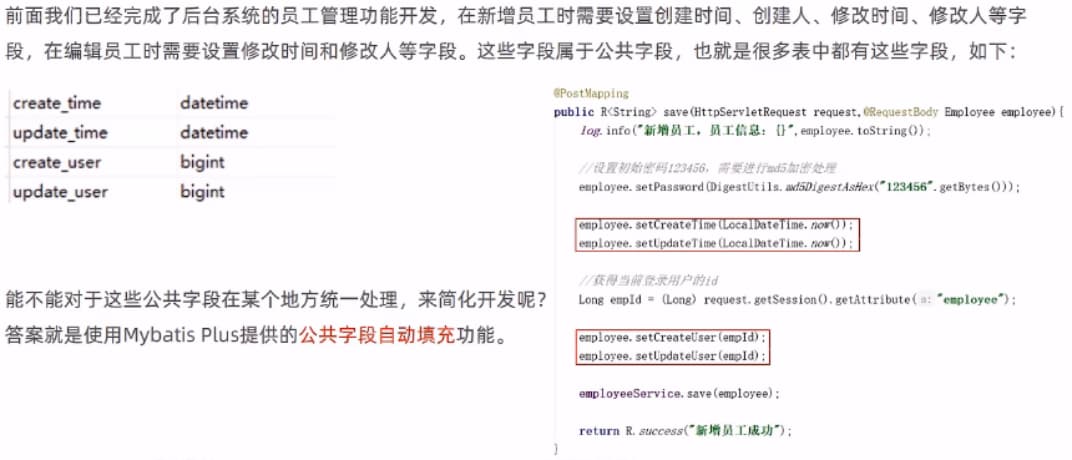 前面我们已经完成了后台系统的员工管理功能开发，在新增员工时需要设置创建时间、创建人、修改时间、修改人等字
段，在编辑员工时需要设置修改时间和修改人等字段。这些字段属于公共字段，也就是很多表中都有这些字段，如下：
create_time datetime
update_time datetime
create_user bigint
update_user bigint
能不能对于这些公共字段在某个地方统一处理，来简化开发呢？
答案就是使用Mybatis Plus提供的公共字段自动填充功能。
@PostMapping
public R<String> save(HttpServletRequest request,@RequestBody Employee employee){
log.info("新增员工，员工信息：{}",employee.toString());
//设置初始密码123456，需要进行md5加密处理
employee.setPassword(DigestUtils.md5DigestAsHex("123456".getBytes()));
employee.setCreateTime(LocalDateTime.now());
employee.setUpdateTime(LocalDateTime.now());
//获得当前登录用户的id
Long empId = (Long) request.getSession().getAttribute( s: "employee");
employee.setCreateUser(empId);
employee.setUpdateUser(empId);
employeeService.save(employee);
return R.success("新增员工成功");
}